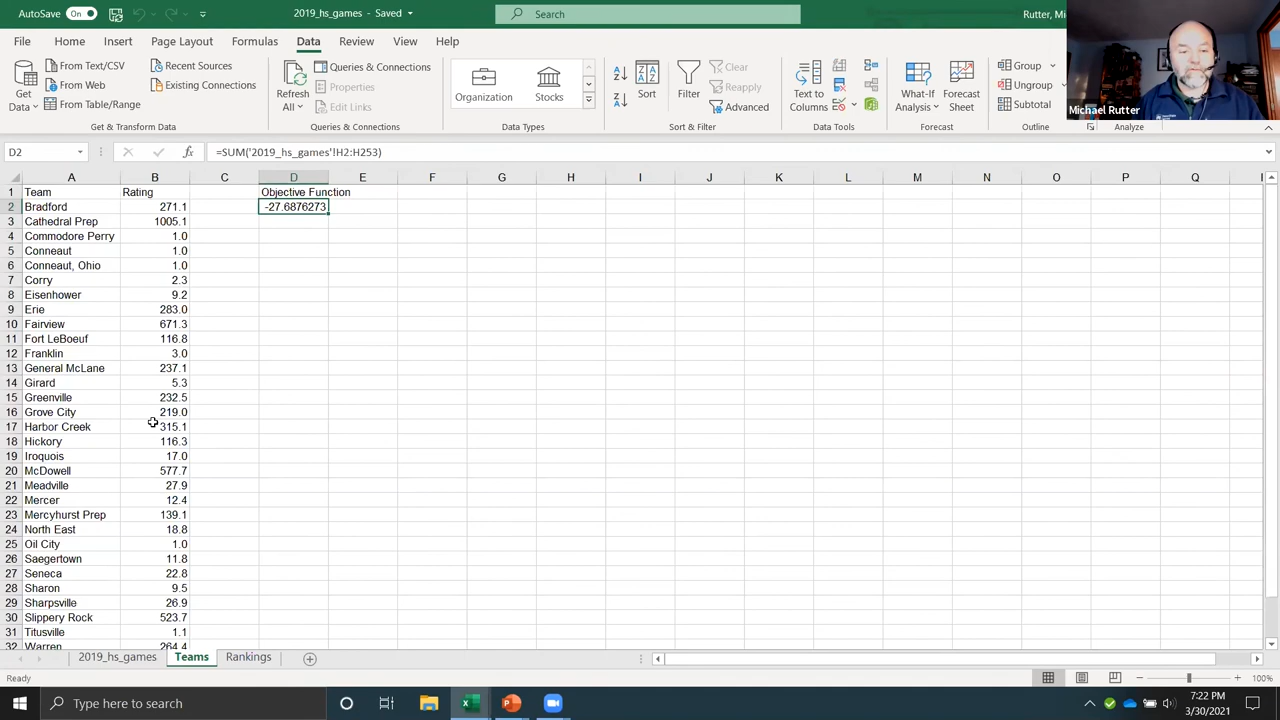 AutoSave On 2019_hs_games - Saved Search Rutter, Mi
File Home Insert Page Layout Formulas Data Review View Help
Get Data From Text/CSV From Web From Table/Range Recent Sources Existing Connections
Get & Transform Data
Refresh All Queries & Connections Properties Edit Links
Queries & Connections
Organization Stocks
Data Types
Sort Filter Clear Reapply Advanced
Sort & Filter
Text to Columns
Data Tools
What-If Analysis Forecast Sheet
Forecast
Group Ungroup Subtotal
Outline
Analyze
Michael Rutter
D2 fx =SUM('2019_hs_games'!H2:H253)
A B C D E F G H I J K L M N O P Q R S T U V I
1 Team Rating Objective Function
2 Bradford 271.1 -27.6876273
3 Cathedral Prep 1005.1
4 Commodore Perry 1.0
5 Conneaut 1.0
6 Conneaut, Ohio 1.0
7 Corry 2.3
8 Eisenhower 9.2
9 Erie 283.0
10 Fairview 671.3
11 Fort LeBoeuf 116.8
12 Franklin 3.0
13 General McLane 237.1
14 Girard 5.3
15 Greenville 232.5
16 Grove City 219.0
17 Harbor Creek 315.1
18 Hickory 116.3
19 Iroquois 17.0
20 McDowell 577.7
21 Meadville 27.9
22 Mercer 12.4
23 Mercyhurst Prep 139.1
24 North East 18.8
25 Oil City 1.0
26 Saegertown 11.8
27 Seneca 22.8
28 Sharon 9.5
29 Sharpsville 26.9
30 Slippery Rock 523.7
31 Titusville 1.1
32 Warren 264.4
2019_hs_games Teams Rankings
Ready 100%
Type here to search
7:22 PM
3/30/2021